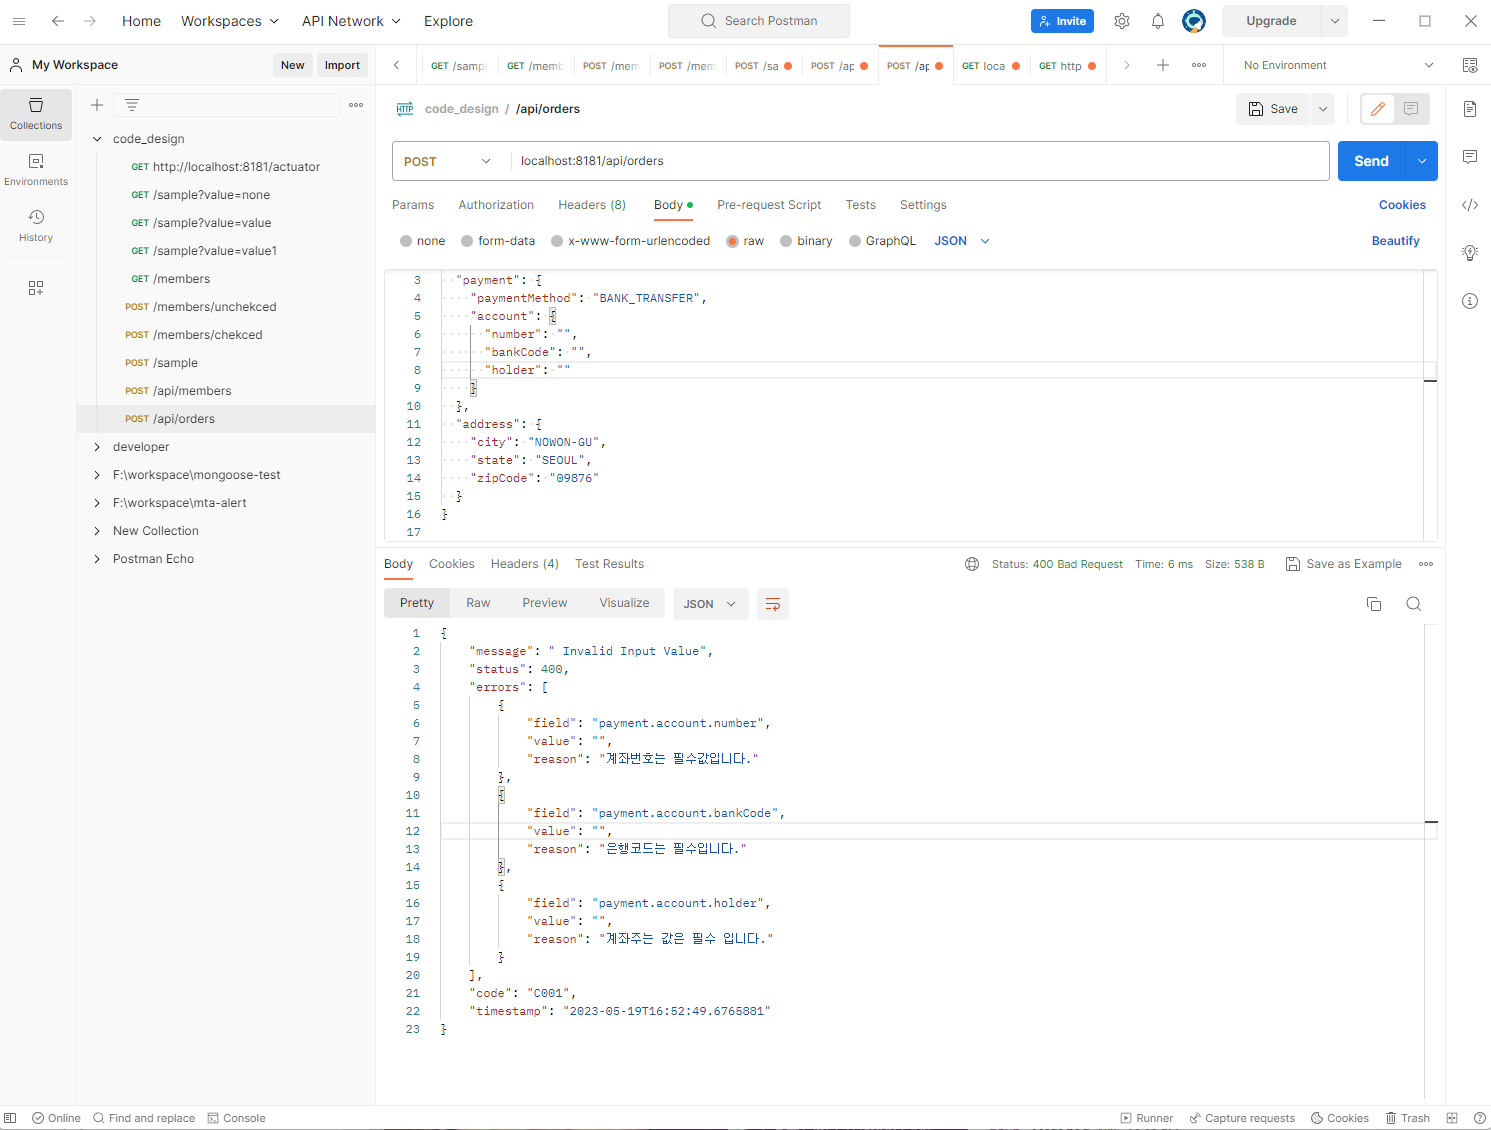 Home Workspaces API Network Explore Search Postman Invite Upgrade
My Workspace New Import GET /sampl GET /memb POST /mem POST /mem POST /sa POST /ap POST /ap GET loca GET http No Environment
Collections
Environments
History
code_design
GET http://localhost:8181/actuator
GET /sample?value=none
GET /sample?value=value
GET /sample?value=value1
GET /members
POST /members/unchekced
POST /members/chekced
POST /sample
POST /api/members
POST /api/orders
developer
F:\workspace\mongoose-test
F:\workspace\mta-alert
New Collection
Postman Echo
HTTP code_design / /api/orders Save
POST localhost:8181/api/orders Send
Params Authorization Headers (8) Body Pre-request Script Tests Settings Cookies
none form-data x-www-form-urlencoded raw binary GraphQL JSON Beautify
3 "payment": {
4 "paymentMethod": "BANK_TRANSFER",
5 "account": {
6 "number": "",
7 "bankCode": "",
8 "holder": ""
9 }
10 },
11 "address": {
12 "city": "NOWON-GU",
13 "state": "SEOUL",
14 "zipCode": "09876"
15 }
16 }
17
Body Cookies Headers (4) Test Results Status: 400 Bad Request Time: 6 ms Size: 538 B Save as Example
Pretty Raw Preview Visualize JSON
1 {
2 "message": " Invalid Input Value",
3 "status": 400,
4 "errors": [
5 {
6 "field": "payment.account.number",
7 "value": "",
8 "reason": "계좌번호는 필수값입니다."
9 },
10 {
11 "field": "payment.account.bankCode",
12 "value": "",
13 "reason": "은행코드는 필수입니다."
14 },
15 {
16 "field": "payment.account.holder",
17 "value": "",
18 "reason": "계좌주는 값은 필수 입니다."
19 }
20 ],
21 "code": "C001",
22 "timestamp": "2023-05-19T16:52:49.6765881"
23 }
Online Find and replace Console Runner Capture requests Cookies Trash